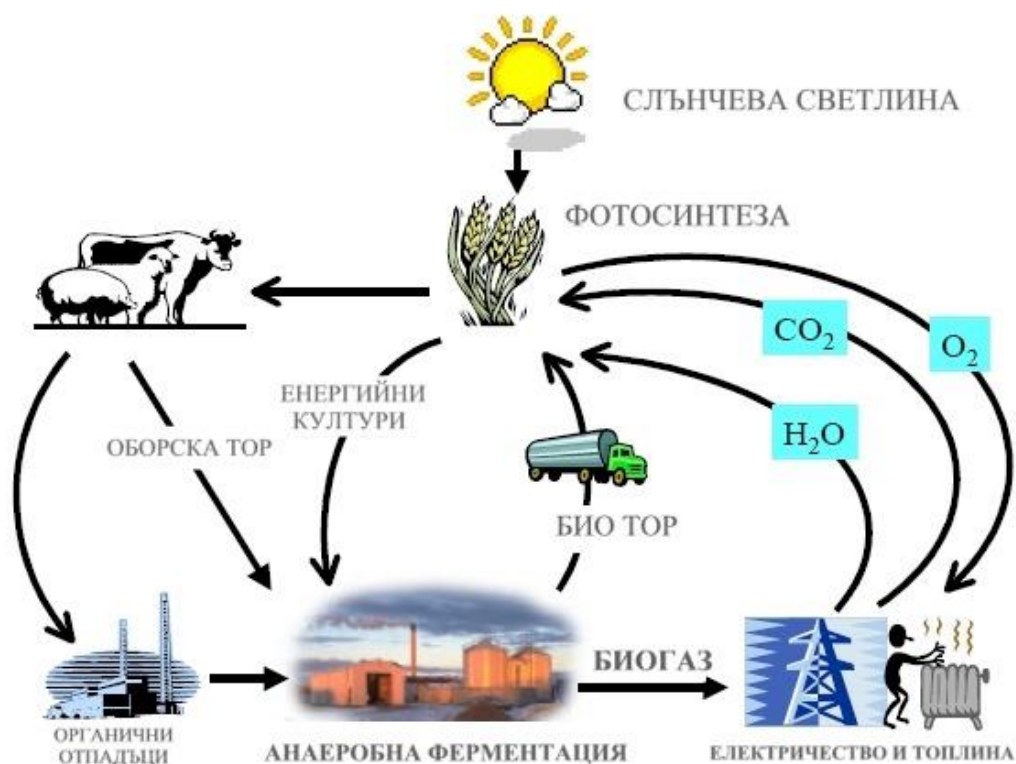 СЛЪНЧЕВА СВЕТЛИНА
ФОТОСИНТЕЗА
CO₂
O₂
ЕНЕРГИЙНИ
КУЛТУРИ
H₂O
ОБОРСКА ТОР
БИО ТОР
БИОГАЗ
ОРГАНИЧНИ
ОТПАДЪЦИ
АНАЕРОБНА ФЕРМЕНТАЦИЯ
ЕЛЕКТРИЧЕСТВО И ТОПЛИНА